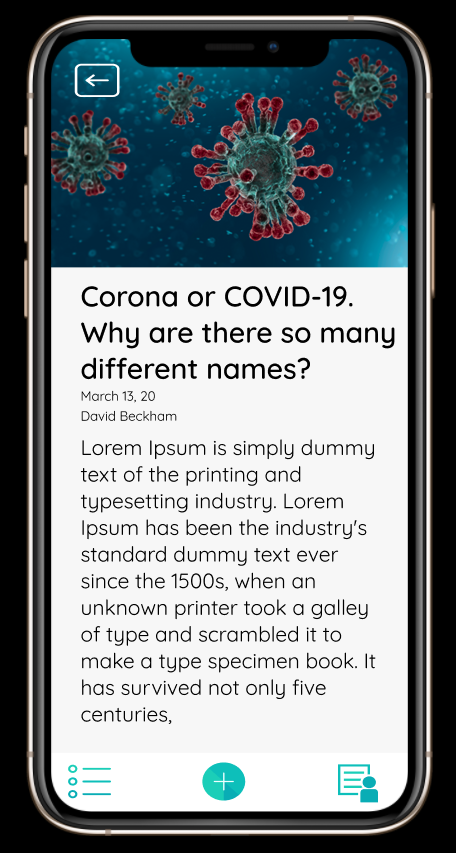 Corona or COVID-19.
Why are there so many
different names?
March 13, 20
David Beckham
Lorem Ipsum is simply dummy
text of the printing and
typesetting industry. Lorem
Ipsum has been the industry's
standard dummy text ever
since the 1500s, when an
unknown printer took a galley
of type and scrambled it to
make a type specimen book. It
has survived not only five
centuries,